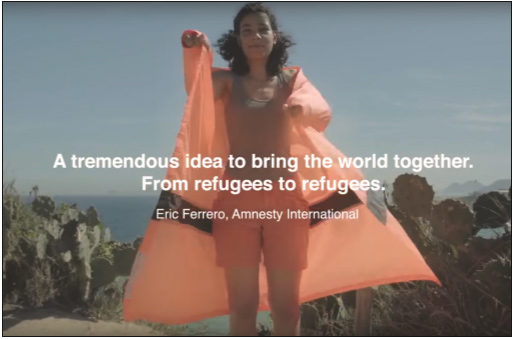 A tremendous idea to bring the world together.
From refugees to refugees.
Eric Ferrero, Amnesty International